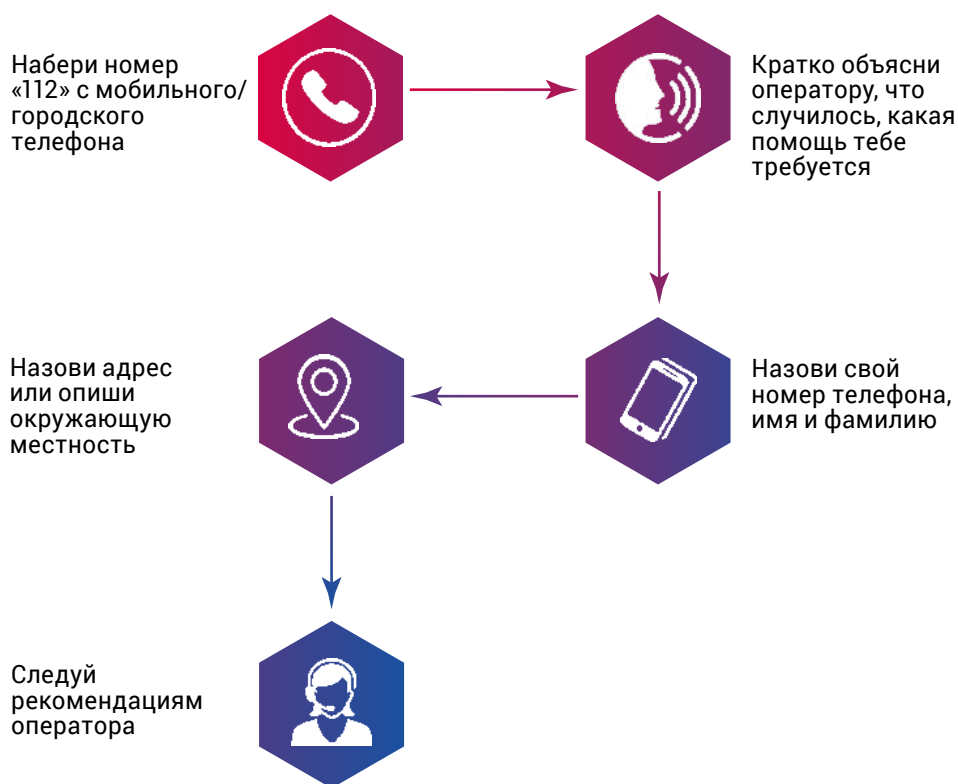 Набери номер
«112» с мобильного/
городского
телефона
Кратко объясни
оператору, что
случилось, какая
помощь тебе
требуется
Назови свой
номер телефона,
имя и фамилию
Назови адрес
или опиши
окружающую
местность
Следуй
рекомендациям
оператора